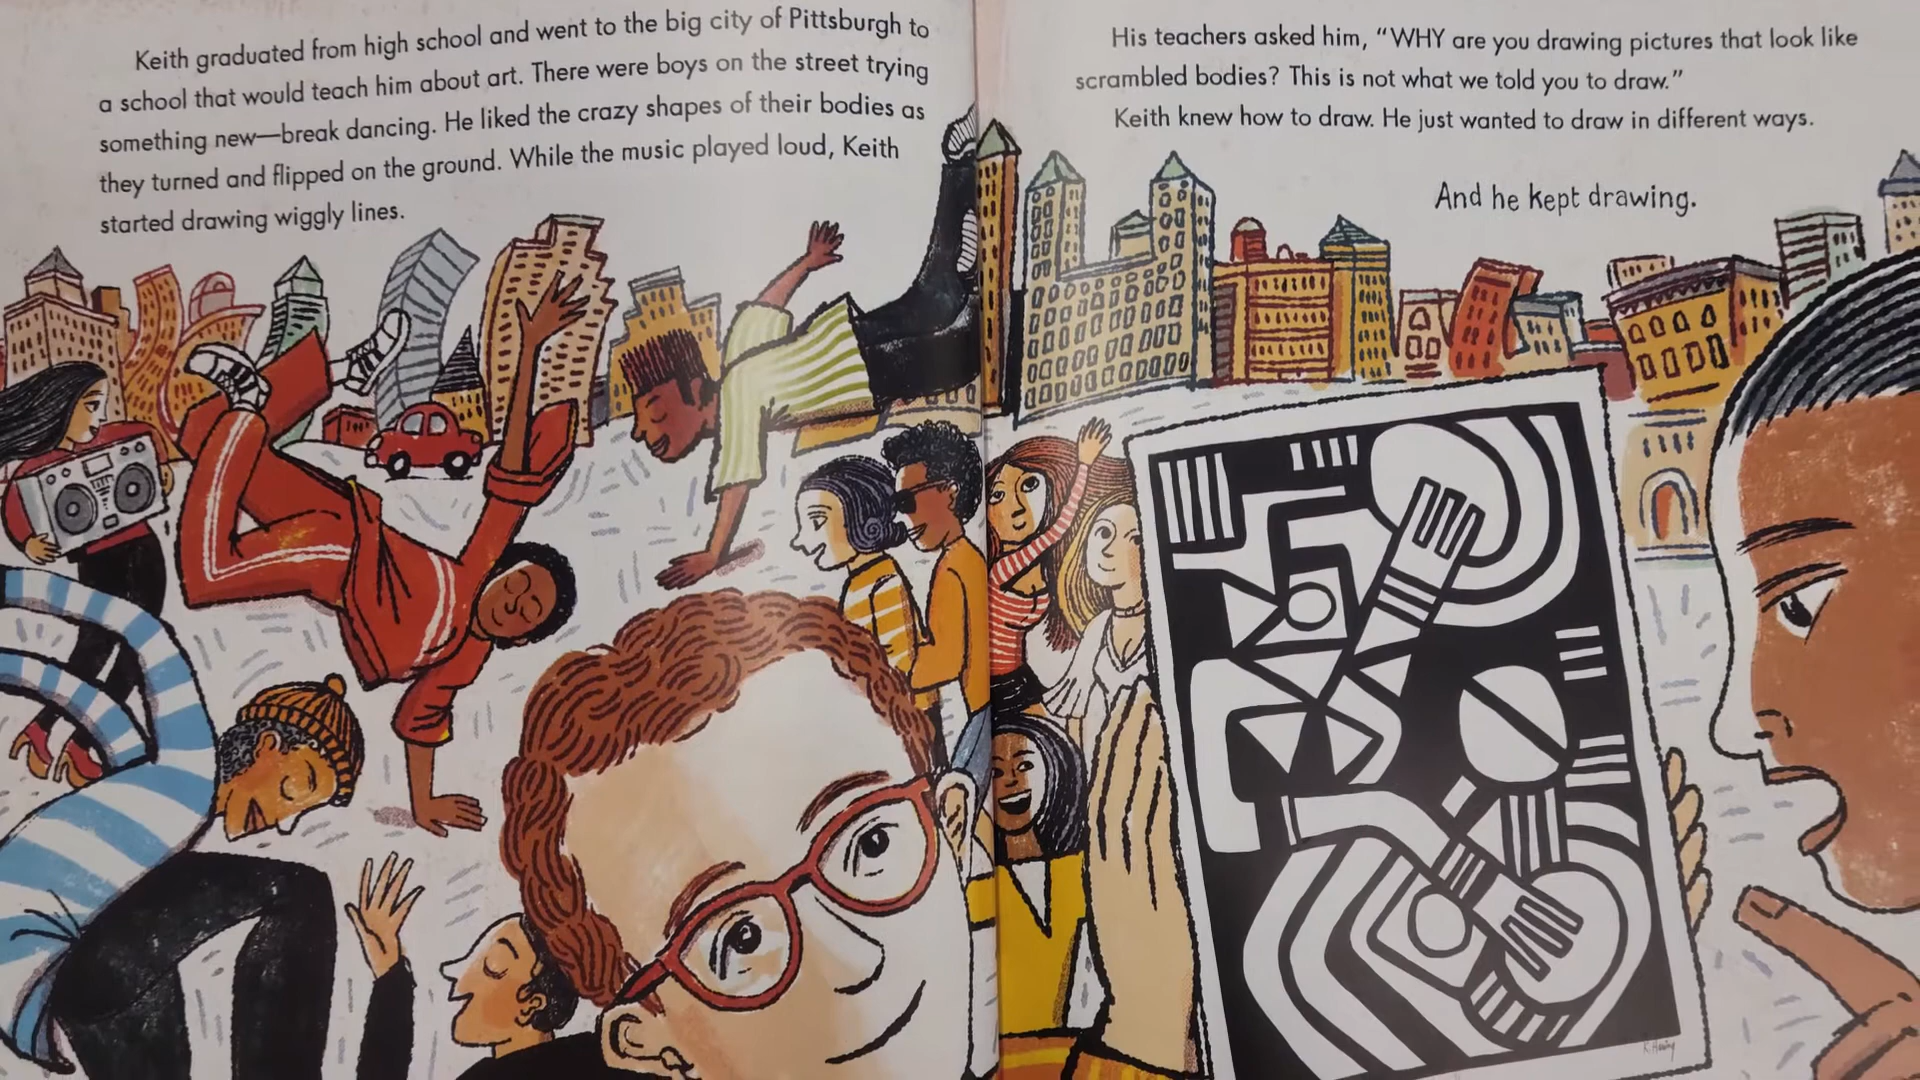 Keith graduated from high school and went to the big city of Pittsburgh to
a school that would teach him about art. There were boys on the street trying
something new—break dancing. He liked the crazy shapes of their bodies as
they turned and flipped on the ground. While the music played loud, Keith
started drawing wiggly lines.
His teachers asked him, “WHY are you drawing pictures that look like
scrambled bodies? This is not what we told you to draw.”
Keith knew how to draw. He just wanted to draw in different ways.
And he kept drawing.
K. Haring